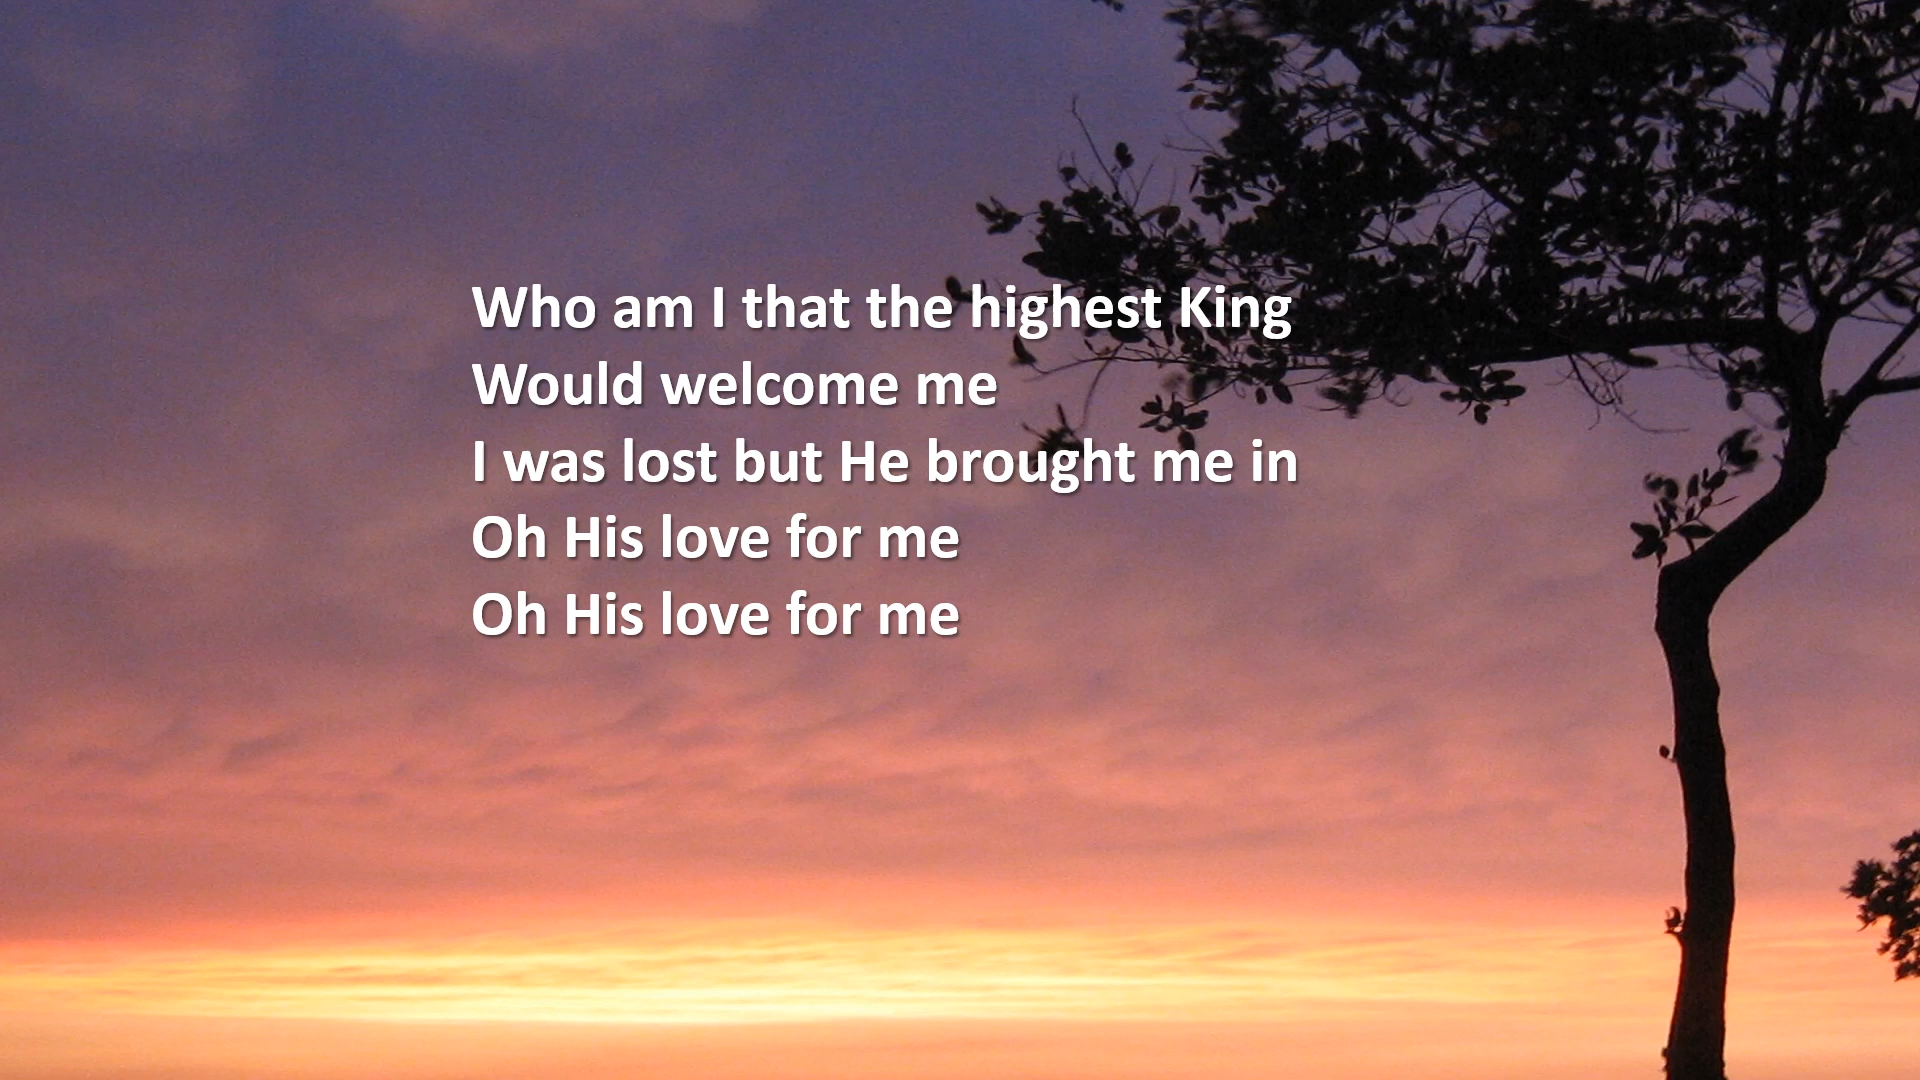 Who am I that the highest King
Would welcome me
I was lost but He brought me in
Oh His love for me
Oh His love for me